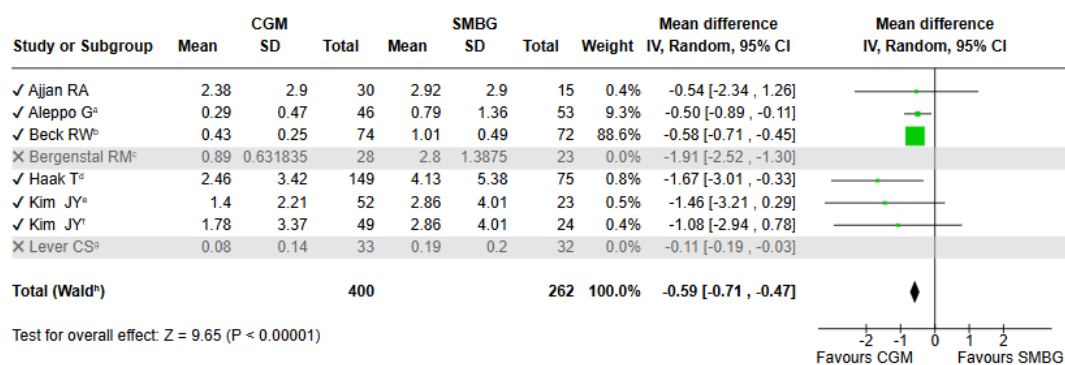 CGM SMBG Mean difference Mean difference
Study or Subgroup Mean SD Total Mean SD Total Weight IV, Random, 95% CI IV, Random, 95% CI
✓ Ajjan RA 2.38 2.9 30 2.92 2.9 15 0.4% -0.54 [-2.34 , 1.26]
✓ Aleppo Gᵃ 0.29 0.47 46 0.79 1.36 53 9.3% -0.50 [-0.89 , -0.11]
✓ Beck RWᵇ 0.43 0.25 74 1.01 0.49 72 88.6% -0.58 [-0.71 , -0.45]
✕ Bergenstal RMᶜ 0.89 0.631835 28 2.8 1.3875 23 0.0% -1.91 [-2.52 , -1.30]
✓ Haak Tᵈ 2.46 3.42 149 4.13 5.38 75 0.8% -1.67 [-3.01 , -0.33]
✓ Kim JYᵉ 1.4 2.21 52 2.86 4.01 23 0.5% -1.46 [-3.21 , 0.29]
✓ Kim JYᶠ 1.78 3.37 49 2.86 4.01 24 0.4% -1.08 [-2.94 , 0.78]
✕ Lever CSᵍ 0.08 0.14 33 0.19 0.2 32 0.0% -0.11 [-0.19 , -0.03]
Total (Waldʰ) 400 262 100.0% -0.59 [-0.71 , -0.47]
Test for overall effect: Z = 9.65 (P < 0.00001)
-2 -1 0 1 2
Favours CGM Favours SMBG